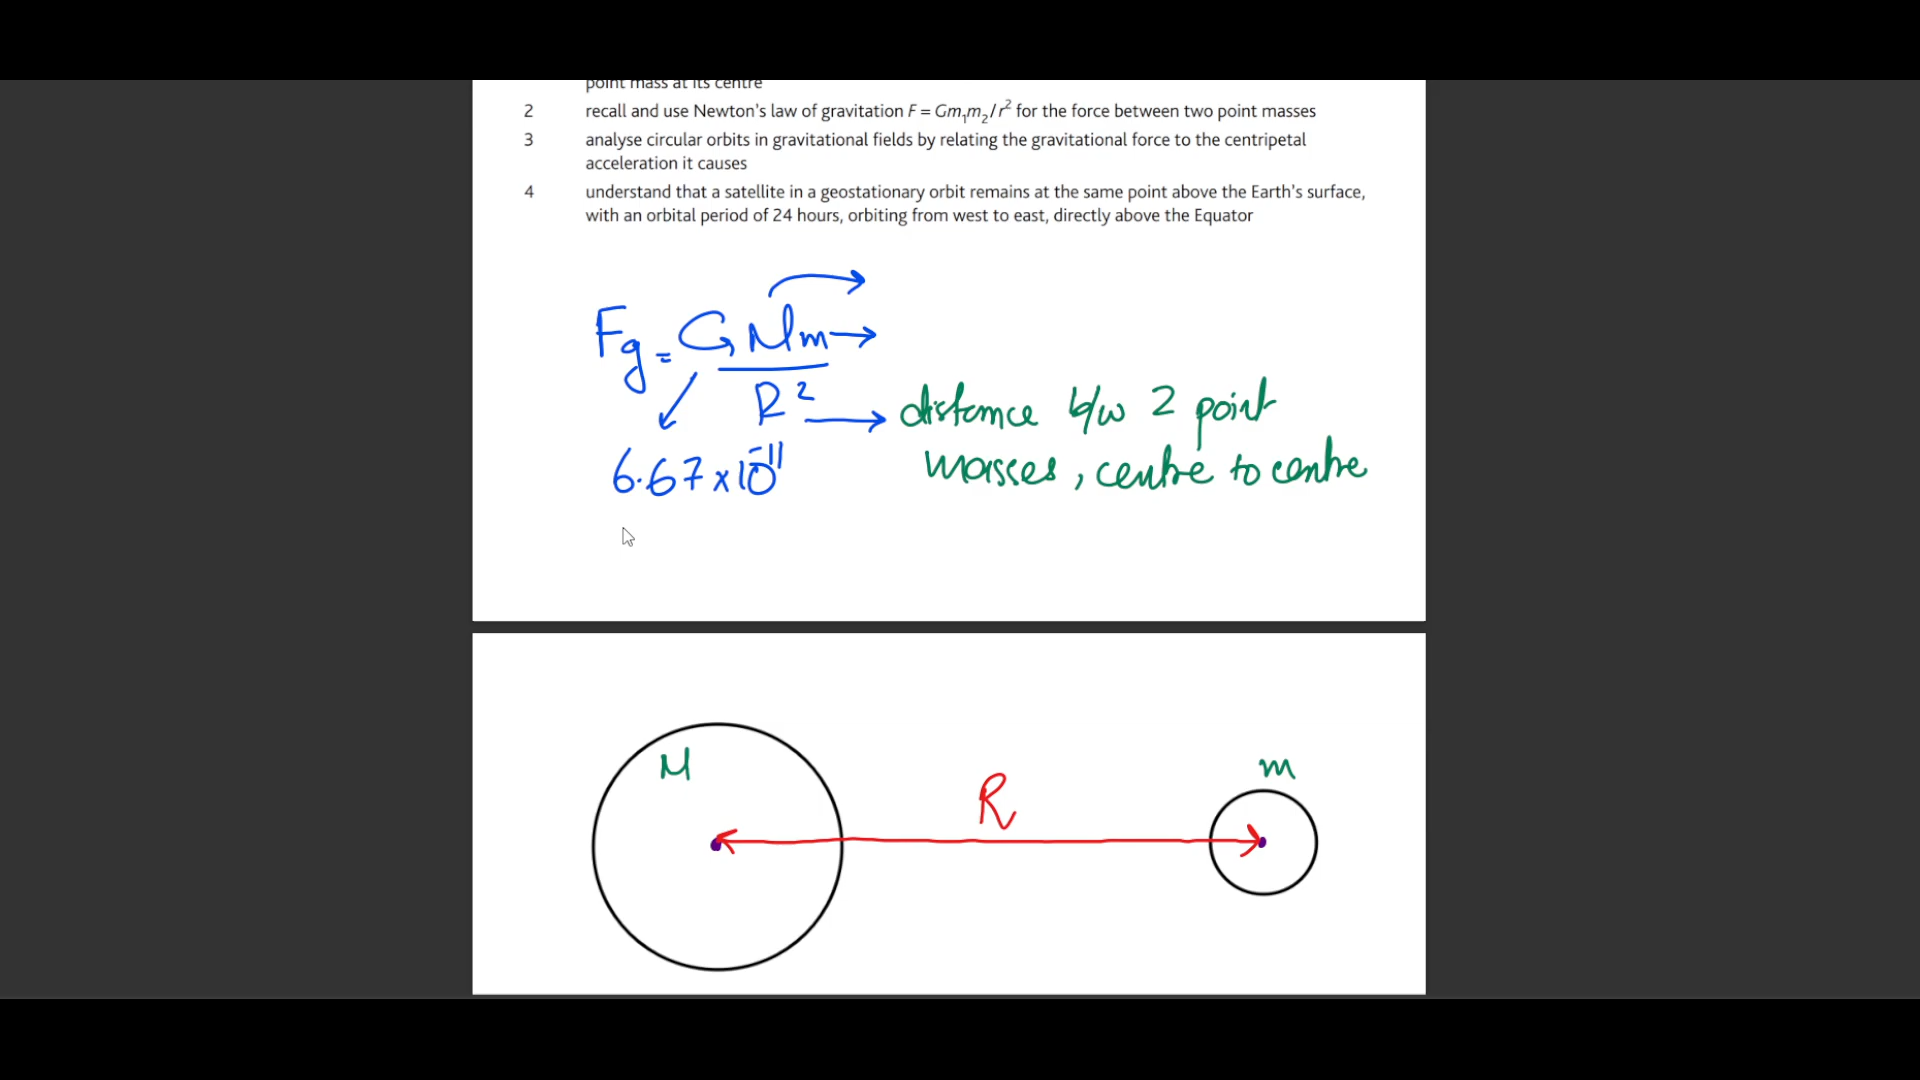 point mass at its centre
2 recall and use Newton's law of gravitation F = Gm₁m₂/r² for the force between two point masses
3 analyse circular orbits in gravitational fields by relating the gravitational force to the centripetal
acceleration it causes
4 understand that a satellite in a geostationary orbit remains at the same point above the Earth's surface,
with an orbital period of 24 hours, orbiting from west to east, directly above the Equator
Fg = GMm →
R² → distance b/w 2 point
masses, centre to centre
6.67 x 10⁻¹¹
M
R
m